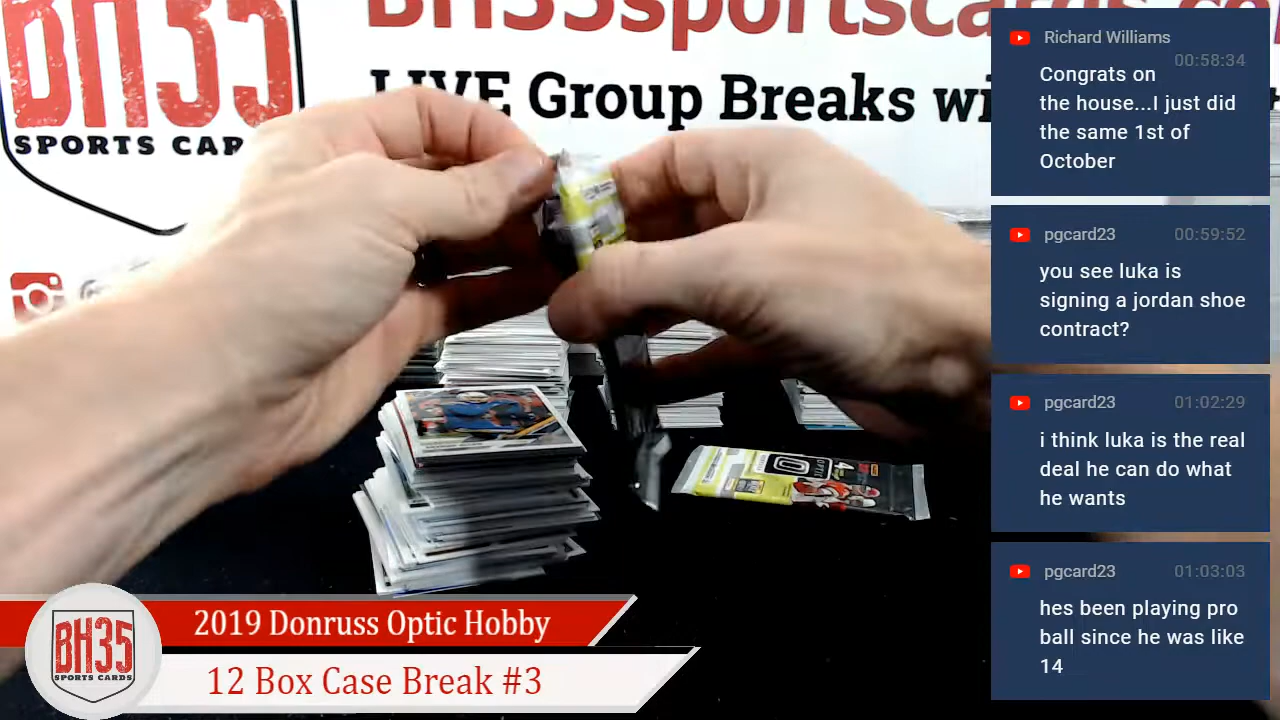 BH35sportscards.co
LIVE Group Breaks wi
BH35
SPORTS CAR
Richard Williams
00:58:34
Congrats on
the house...I just did
the same 1st of
October
pgcard23 00:59:52
you see luka is
signing a jordan shoe
contract?
pgcard23 01:02:29
i think luka is the real
deal he can do what
he wants
pgcard23 01:03:03
hes been playing pro
ball since he was like
14
OPTIC
4
2019 Donruss Optic Hobby
12 Box Case Break #3
BH35
SPORTS CARDS